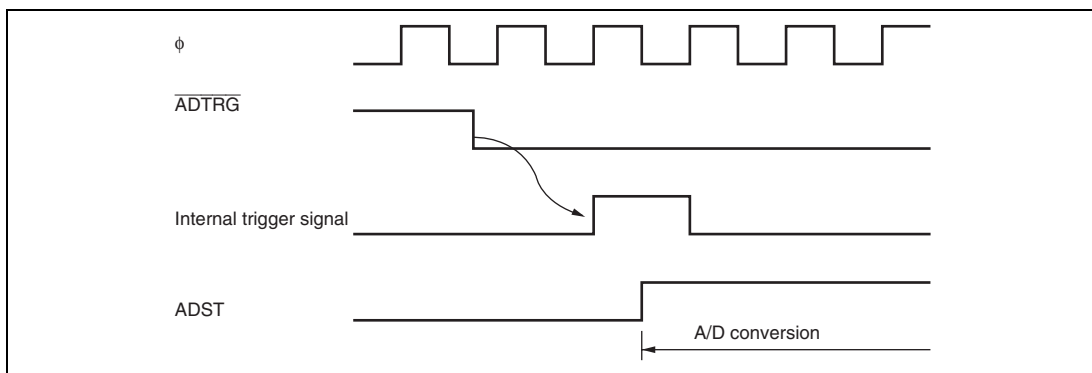 ϕ
ADTRG
Internal trigger signal
ADST
A/D conversion